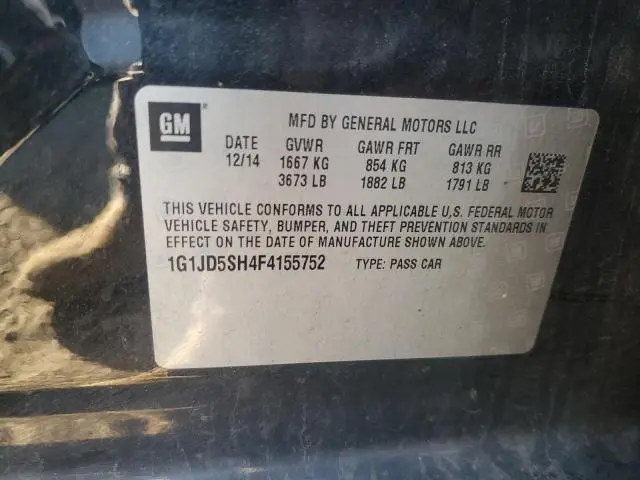 GM
MFD BY GENERAL MOTORS LLC
DATE GVWR GAWR FRT GAWR RR
12/14 1667 KG 854 KG 813 KG
3673 LB 1882 LB 1791 LB
THIS VEHICLE CONFORMS TO ALL APPLICABLE U.S. FEDERAL MOTOR
VEHICLE SAFETY, BUMPER, AND THEFT PREVENTION STANDARDS IN
EFFECT ON THE DATE OF MANUFACTURE SHOWN ABOVE.
1G1JD5SH4F4155752 TYPE: PASS CAR